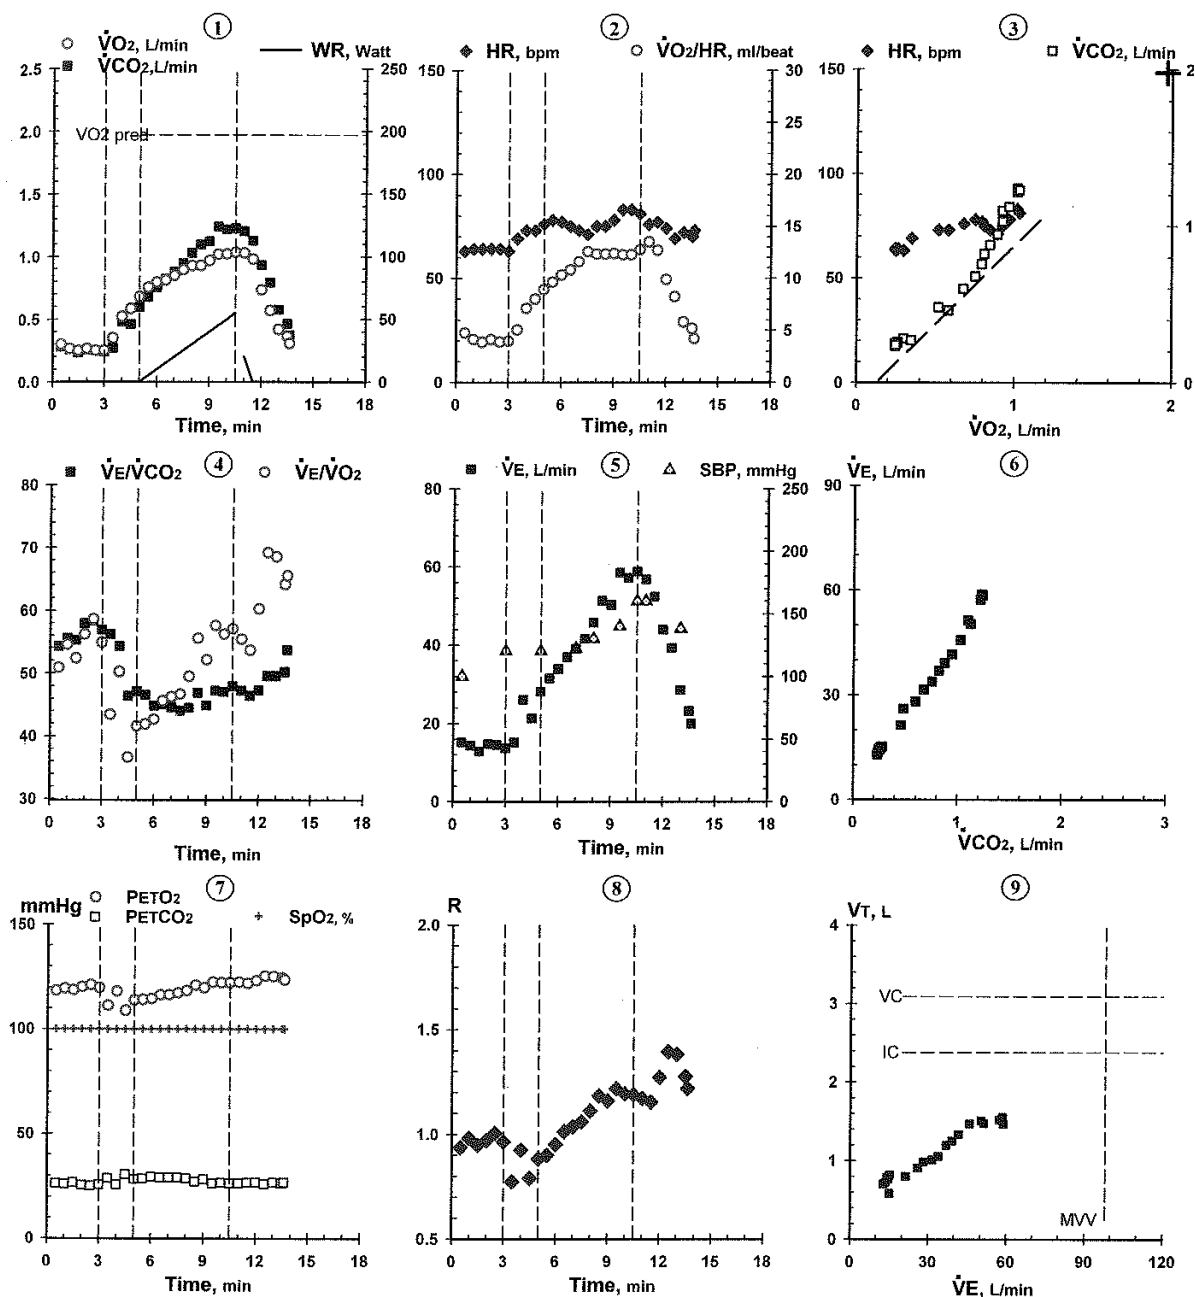 ①
V̇O₂, L/min
V̇CO₂,L/min
WR, Watt
2.5 2.0 1.5 1.0 0.5 0.0
250 200 150 100 50 0
VO2 pred
0 3 6 9 12 15 18
Time, min
②
HR, bpm
V̇O₂/HR, ml/beat
150 100 50 0
30 25 20 15 10 5 0
0 3 6 9 12 15 18
Time, min
③
HR, bpm
V̇CO₂, L/min
150 100 50 0
2 1 0
0 1 2
V̇O₂, L/min
④
V̇E/V̇CO₂
V̇E/V̇O₂
80 70 60 50 40 30
0 3 6 9 12 15 18
Time, min
⑤
V̇E, L/min
SBP, mmHg
80 60 40 20 0
250 200 150 100 50 0
0 3 6 9 12 15 18
Time, min
⑥
V̇E, L/min
90 60 30 0
0 1 2 3
V̇CO₂, L/min
⑦
mmHg
PETO₂
PETCO₂
SpO₂, %
150 100 50 0
0 3 6 9 12 15 18
Time, min
⑧
R
2.0 1.5 1.0 0.5
0 3 6 9 12 15 18
Time, min
⑨
VT, L
4 3 2 1 0
VC
IC
MVV
0 30 60 90 120
V̇E, L/min